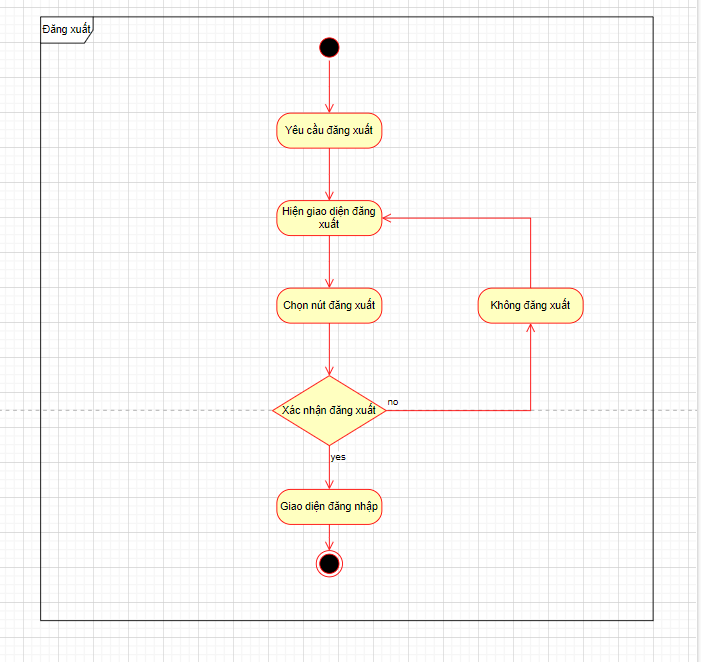 Đăng xuất
Yêu cầu đăng xuất
Hiện giao diện đăng
xuất
Chọn nút đăng xuất
Không đăng xuất
Xác nhận đăng xuất
no
yes
Giao diện đăng nhập